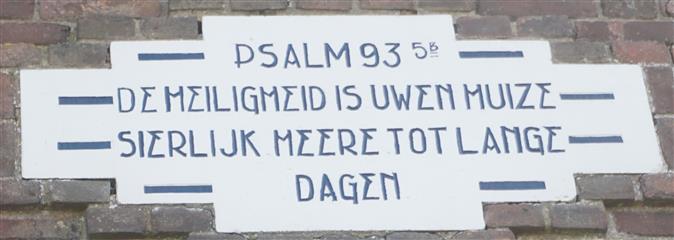 PSALM 93 5B
DE HEILIGHEID IS UWEN HUIZE
SIERLIJK HEERE TOT LANGE
DAGEN